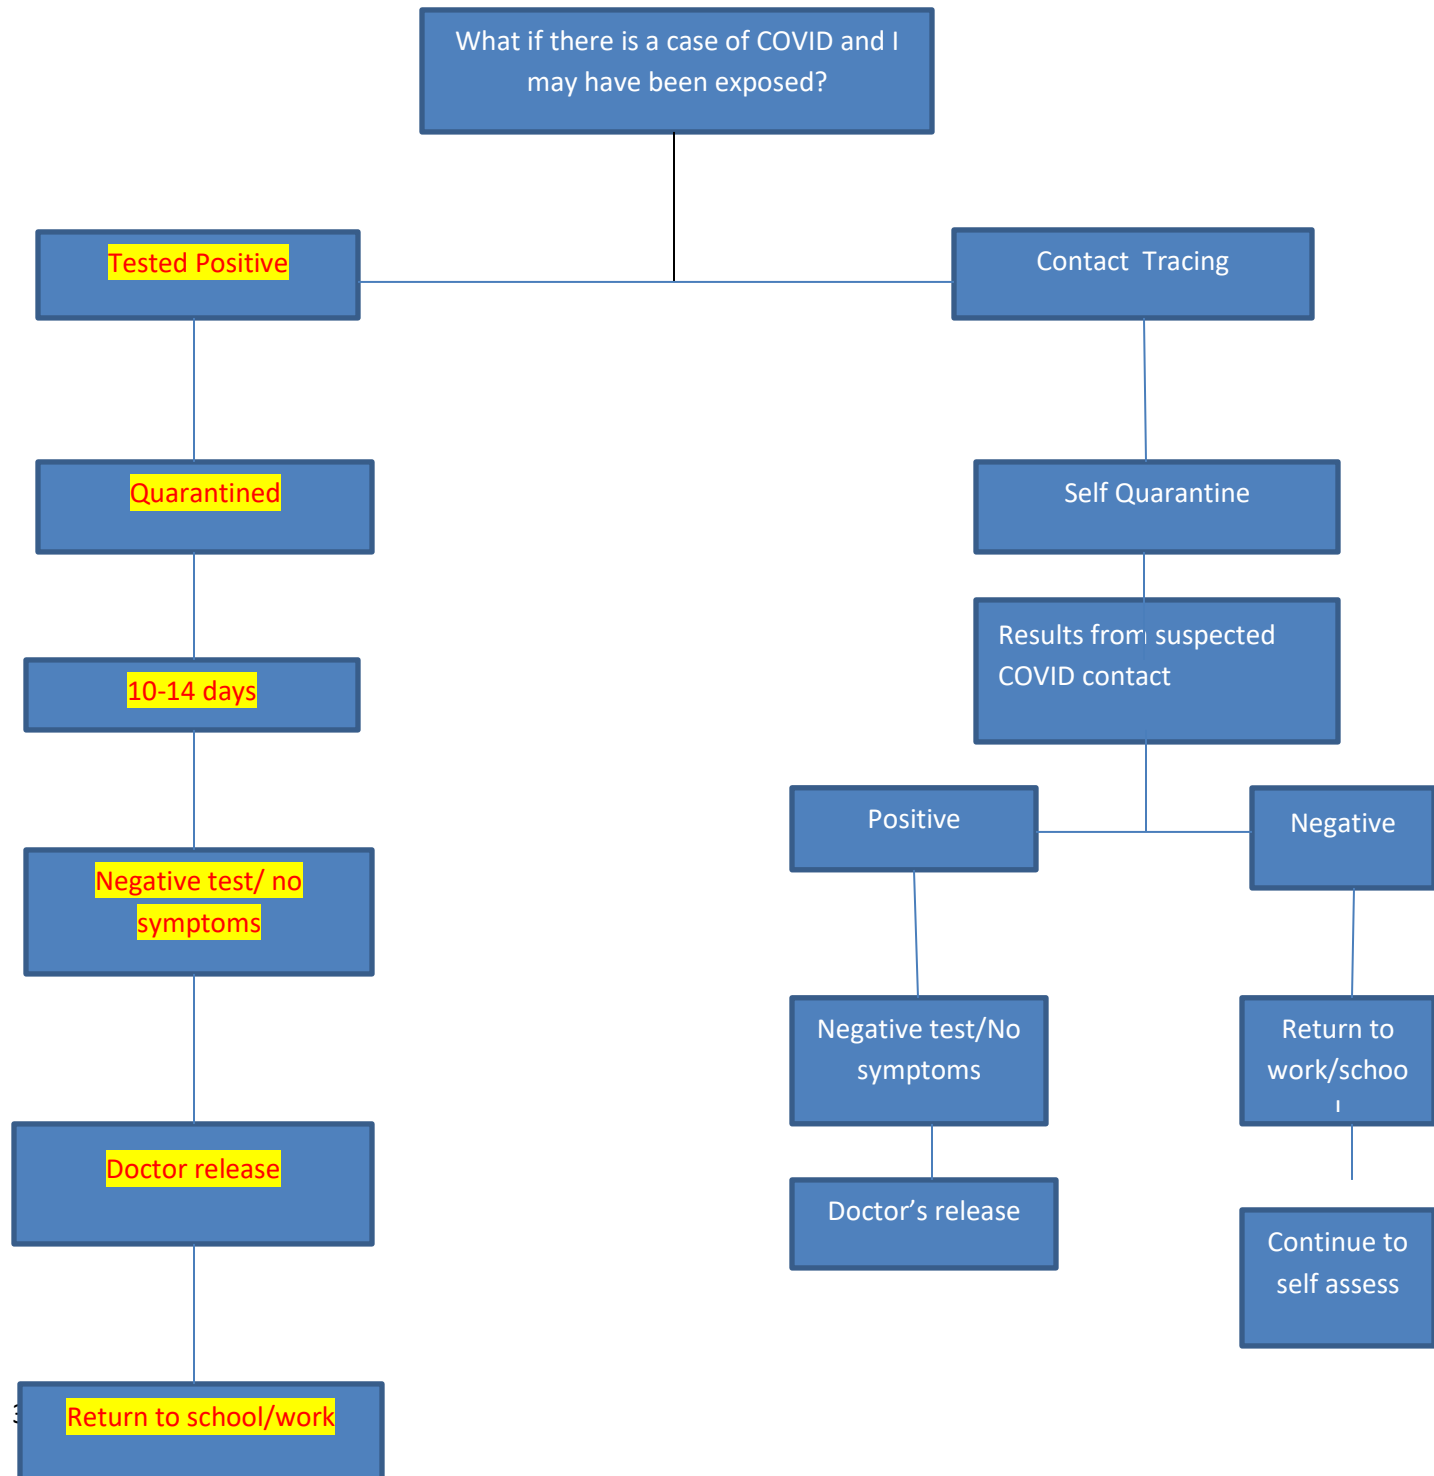 What if there is a case of COVID and I
may have been exposed?
Tested Positive
Contact  Tracing
Quarantined
Self Quarantine
Results from suspected
COVID contact
10-14 days
Positive
Negative
Negative test/ no
symptoms
Negative test/No
symptoms
Return to
work/schoo
l
Doctor release
Doctor’s release
Continue to
self assess
Return to school/work